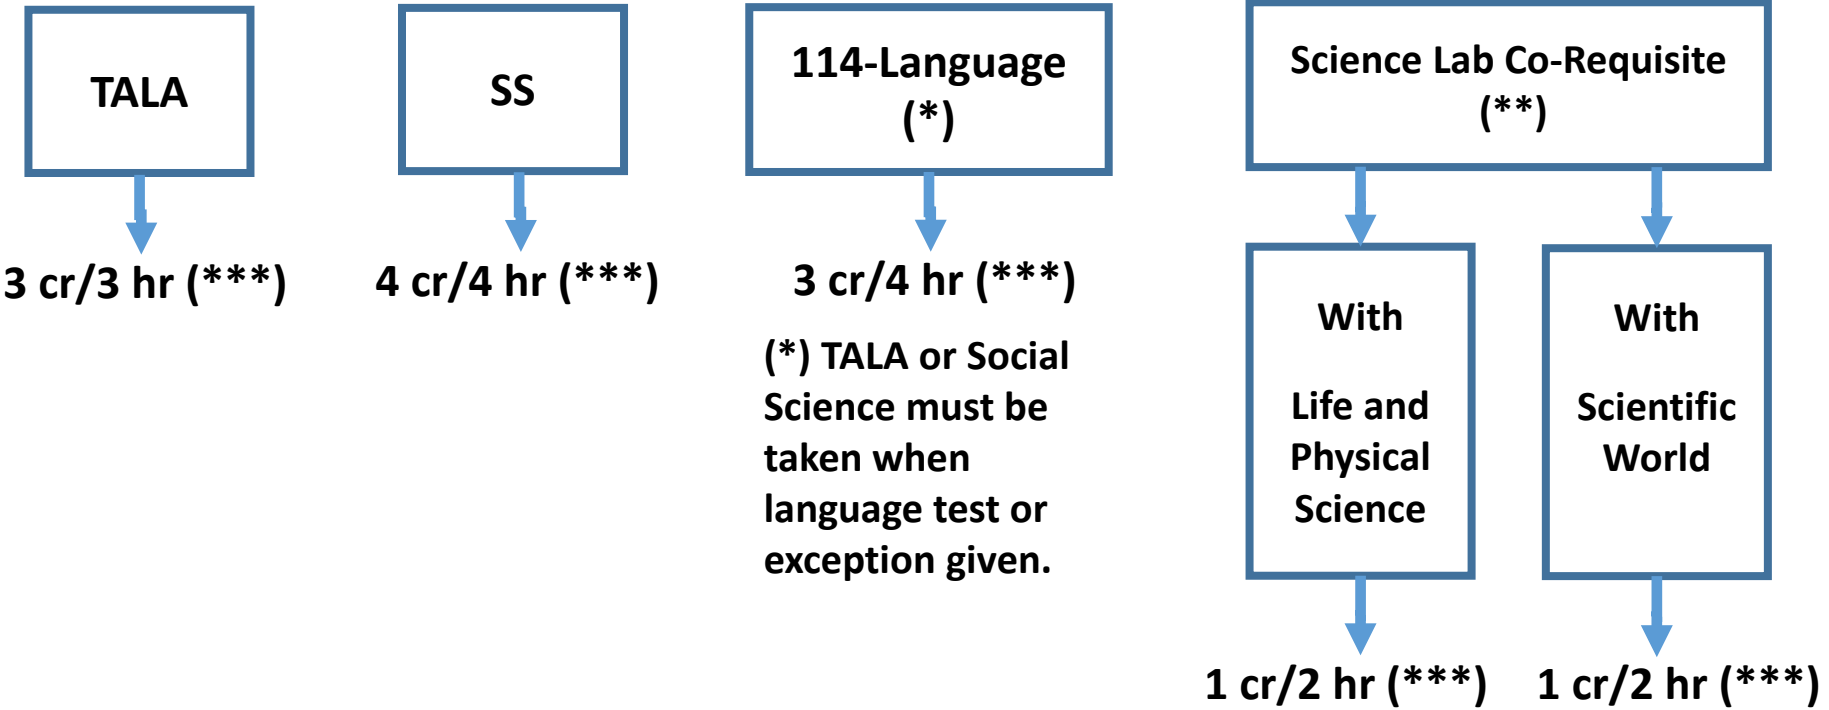 TALA
3 cr/3 hr (***)
SS
4 cr/4 hr (***)
114-Language
(*)
3 cr/4 hr (***)
(*) TALA or Social
Science must be
taken when
language test or
exception given.
Science Lab Co-Requisite
(**)
With
Life and
Physical
Science
1 cr/2 hr (***)
With
Scientific
World
1 cr/2 hr (***)